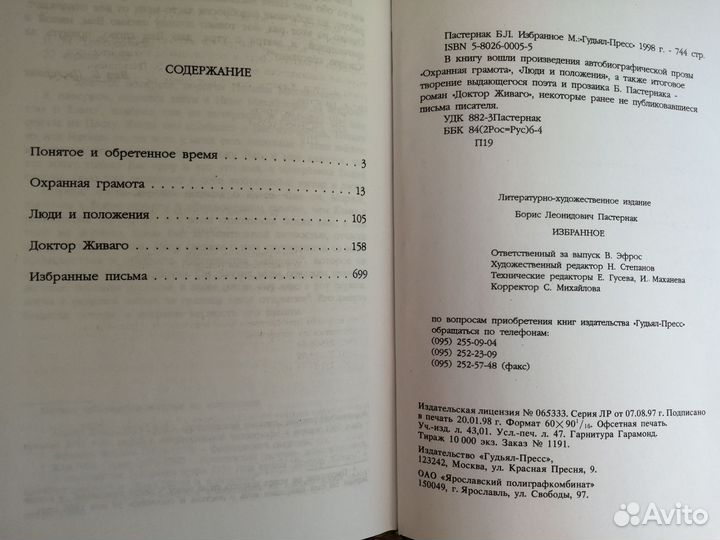 СОДЕРЖАНИЕ
Понятое и обретенное время . . . . . . . . . . . . 3
Охранная грамота . . . . . . . . . . . . . . . . . . 13
Люди и положения . . . . . . . . . . . . . . . . . 105
Доктор Живаго . . . . . . . . . . . . . . . . . . 158
Избранные письма . . . . . . . . . . . . . . . . . 699
Пастернак Б.Л. Избранное М.:«Гудьял-Пресс» 1998 г. - 744 стр.
ISBN 5-8026-0005-5
В книгу вошли произведения автобиографической прозы
«Охранная грамота», «Люди и положения», а также итоговое
творение выдающегося поэта и прозаика Б. Пастернака -
роман «Доктор Живаго», некоторые ранее не публиковавшиеся
письма писателя.
УДК 882-3Пастернак
ББК 84(2Рос=Рус)6-4
П19
Литературно-художественное издание
Борис Леонидович Пастернак
ИЗБРАННОЕ
Ответственный за выпуск В. Эфрос
Художественный редактор Н. Степанов
Технические редакторы Е. Гусева, И. Маханева
Корректор С. Михайлова
по вопросам приобретения книг издательства «Гудьял-Пресс»
обращаться по телефонам:
(095) 255-09-04
(095) 252-23-09
(095) 252-57-48 (факс)
Издательская лицензия № 065333. Серия ЛР от 07.08.97 г. Подписано
в печать 20.01.98 г. Формат 60×90¹/₁₆. Офсетная печать.
Уч.-изд. л. 43,01. Усл.-печ. л. 47. Гарнитура Гарамонд.
Тираж 10 000 экз. Заказ № 1191.
Издательство «Гудьял-Пресс»,
123242, Москва, ул. Красная Пресня, 9.
ОАО «Ярославский полиграфкомбинат»
150049, г. Ярославль, ул. Свободы, 97.
Avito